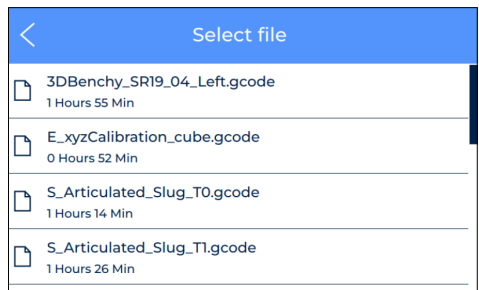 Select file
3DBenchy_SR19_04_Left.gcode
1 Hours 55 Min
E_xyzCalibration_cube.gcode
0 Hours 52 Min
S_Articulated_Slug_T0.gcode
1 Hours 14 Min
S_Articulated_Slug_T1.gcode
1 Hours 26 Min